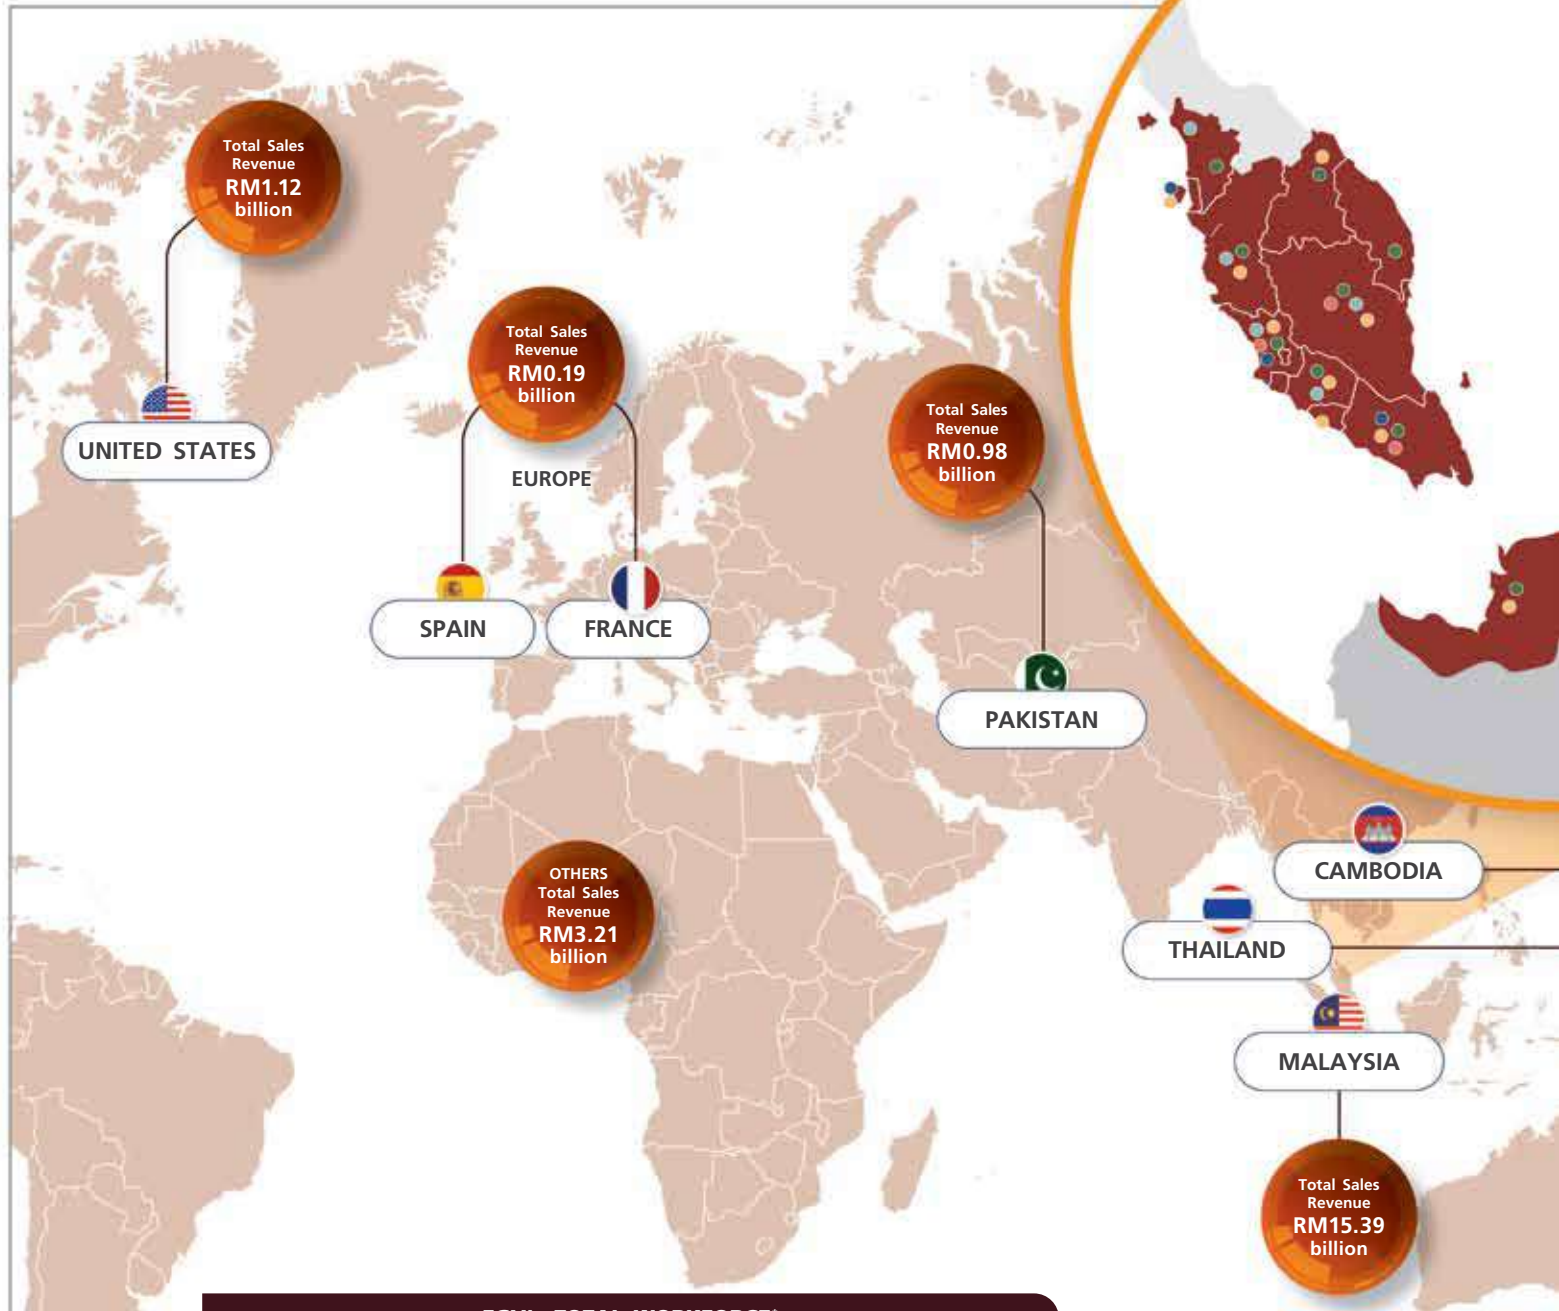 Total Sales
Revenue
RM1.12
billion
UNITED STATES
Total Sales
Revenue
RM0.19
billion
EUROPE
SPAIN
FRANCE
Total Sales
Revenue
RM0.98
billion
PAKISTAN
OTHERS
Total Sales
Revenue
RM3.21
billion
CAMBODIA
THAILAND
MALAYSIA
Total Sales
Revenue
RM15.39
billion
TOTAL WORKFORCE